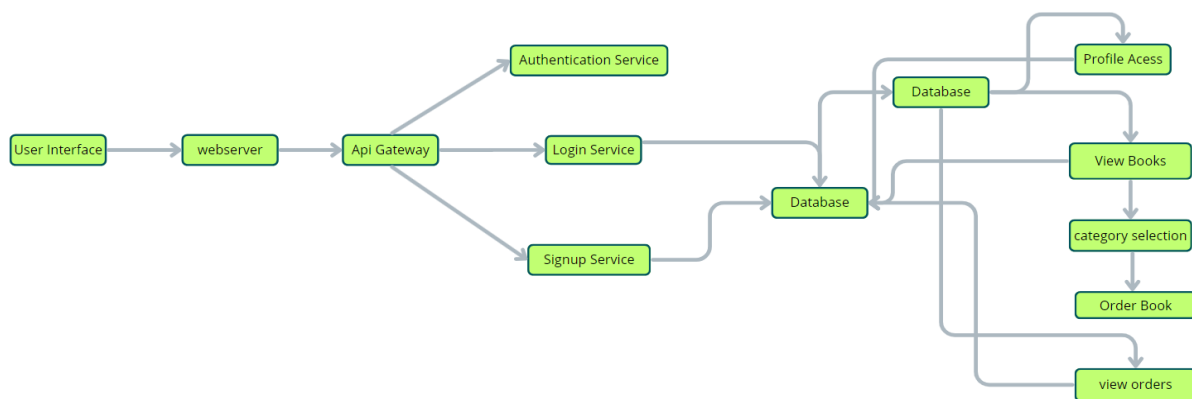 User Interface
webserver
Api Gateway
Authentication Service
Login Service
Signup Service
Database
Database
Profile Acess
View Books
category selection
Order Book
view orders